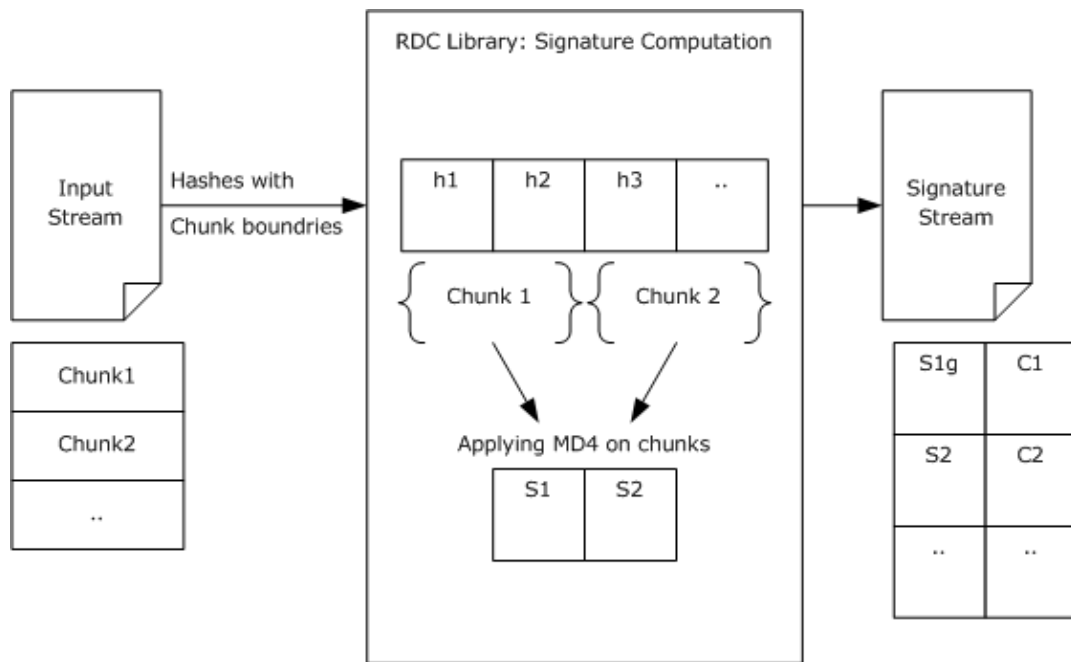 RDC Library: Signature Computation
Input
Stream
Hashes with
Chunk boundries
h1
h2
h3
..
Signature
Stream
Chunk 1
Chunk 2
Chunk1
Chunk2
..
Applying MD4 on chunks
S1
S2
S1g
C1
S2
C2
..
..